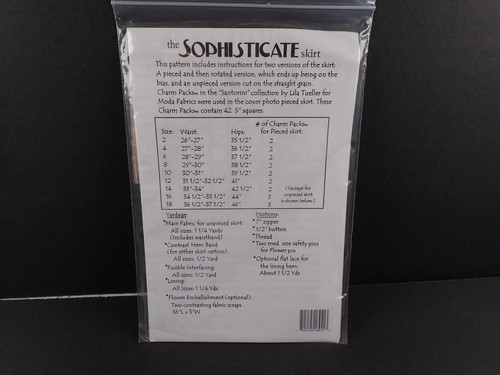 the SOPHISTICATE skirt
This pattern includes instructions for two versions of the skirt:
A pieced and then rotated version, which ends up being on the
bias, and an unpieced version cut on the straight grain.
Charm Packs™ in the "Santorini" collection by Lila Tueller for
Moda Fabrics were used in the cover photo pieced skirt. These
Charm Packs™ contain 42-5" squares.
# of Charm Packs™
Size: Waist: Hips: for Pieced skirt:
2 26"-27" 35 1/2" 2
4 27"-28" 36 1/2" 2
6 28"-29" 37 1/2" 2
8 29"-30" 38 1/2" 2
10 30"-31" 39 1/2" 2
12 31 1/2"-32 1/2" 41" 2
14 33"-34" 42 1/2" 2
16 34 1/2"-35 1/2" 44" 3
18 36 1/2"-37 1/2" 46" 3
(Yardage for
unpieced skirt
is shown below.)
Yardage:
*Main Fabric for unpieced skirt:
All sizes: 1 1/4 Yards
(Includes waistband)
*Contrast Hem Band
(for either skirt option):
All sizes: 1/2 Yard
*Fusible Interfacing:
All sizes: 1/2 Yard
*Lining:
All Sizes: 1 1/4 Yds.
*Flower Embellishment (optional):
Two contrasting fabric scraps
36"L x 3"W
Notions:
*7" zipper
*1/2" button
*Thread
*Two med. size safety pins
for Flower pin
*Optional flat lace for
the lining hem:
About 1 1/2 Yds.